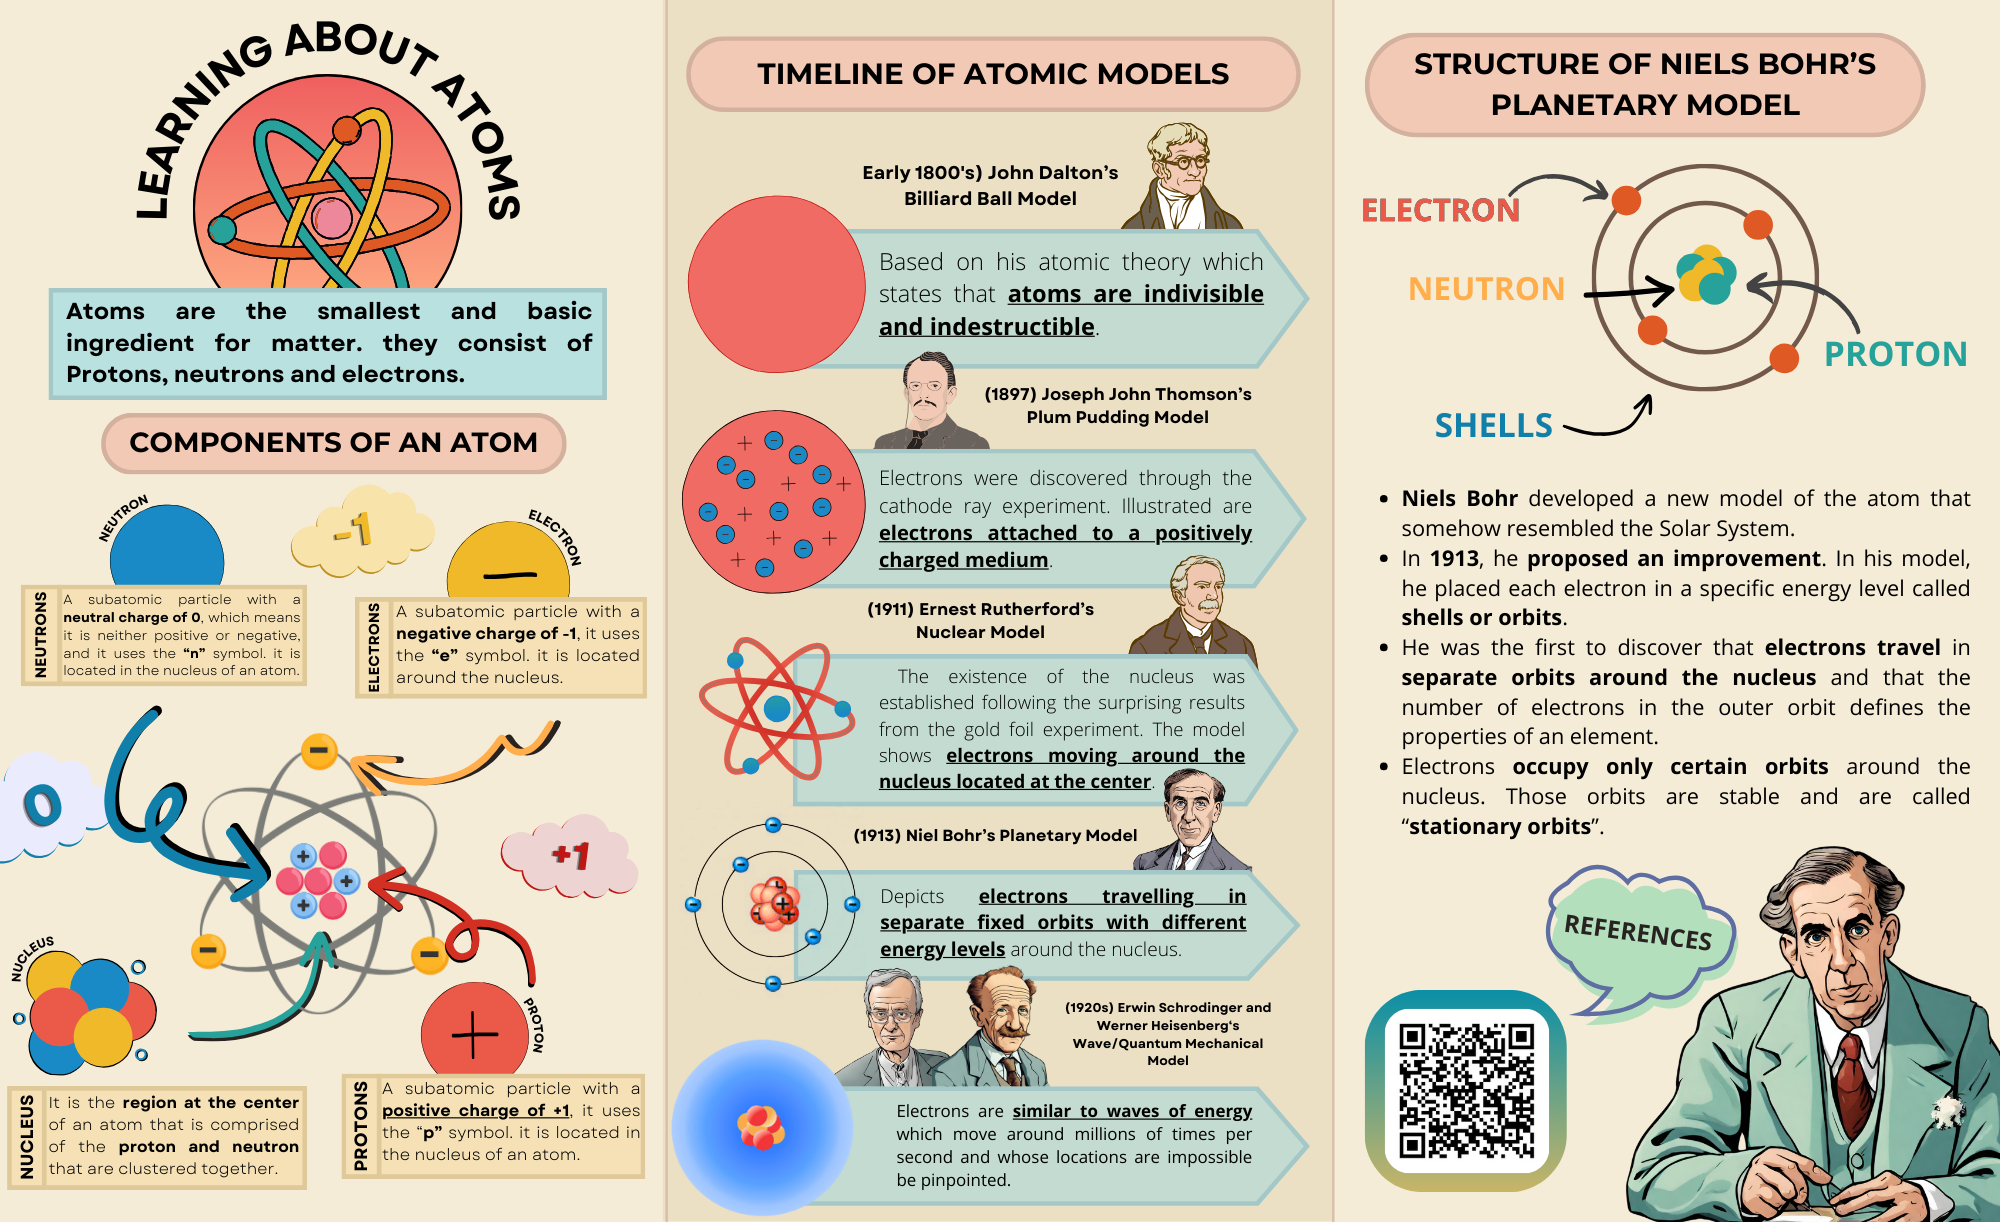 LEARNING ABOUT ATOMS
Atoms are the smallest and basic
ingredient for matter. they consist of
Protons, neutrons and electrons.
COMPONENTS OF AN ATOM
NEUTRON
-1
ELECTRON
NEUTRONS
A subatomic particle with a
neutral charge of 0, which means
it is neither positive or negative,
and it uses the “n” symbol. it is
located in the nucleus of an atom.
ELECTRONS
A subatomic particle with a
negative charge of -1, it uses
the “e” symbol. it is located
around the nucleus.
0
+1
NUCLEUS
PROTON
NUCLEUS
It is the region at the center
of an atom that is comprised
of the proton and neutron
that are clustered together.
PROTONS
A subatomic particle with a
positive charge of +1, it uses
the “p” symbol. it is located in
the nucleus of an atom.
TIMELINE OF ATOMIC MODELS
Early 1800's) John Dalton’s
Billiard Ball Model
Based on his atomic theory which
states that atoms are indivisible
and indestructible.
(1897) Joseph John Thomson’s
Plum Pudding Model
Electrons were discovered through the
cathode ray experiment. Illustrated are
electrons attached to a positively
charged medium.
(1911) Ernest Rutherford’s
Nuclear Model
The existence of the nucleus was
established following the surprising results
from the gold foil experiment. The model
shows electrons moving around the
nucleus located at the center.
(1913) Niel Bohr’s Planetary Model
Depicts electrons travelling in
separate fixed orbits with different
energy levels around the nucleus.
(1920s) Erwin Schrodinger and
Werner Heisenberg's
Wave/Quantum Mechanical
Model
Electrons are similar to waves of energy
which move around millions of times per
second and whose locations are impossible
be pinpointed.
STRUCTURE OF NIELS BOHR’S
PLANETARY MODEL
ELECTRON
NEUTRON
PROTON
SHELLS
• Niels Bohr developed a new model of the atom that
somehow resembled the Solar System.
• In 1913, he proposed an improvement. In his model,
he placed each electron in a specific energy level called
shells or orbits.
• He was the first to discover that electrons travel in
separate orbits around the nucleus and that the
number of electrons in the outer orbit defines the
properties of an element.
• Electrons occupy only certain orbits around the
nucleus. Those orbits are stable and are called
“stationary orbits”.
REFERENCES